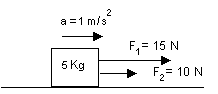 a = 1 m/s²
F₁ = 15 N
5 Kg
F₂ = 10 N